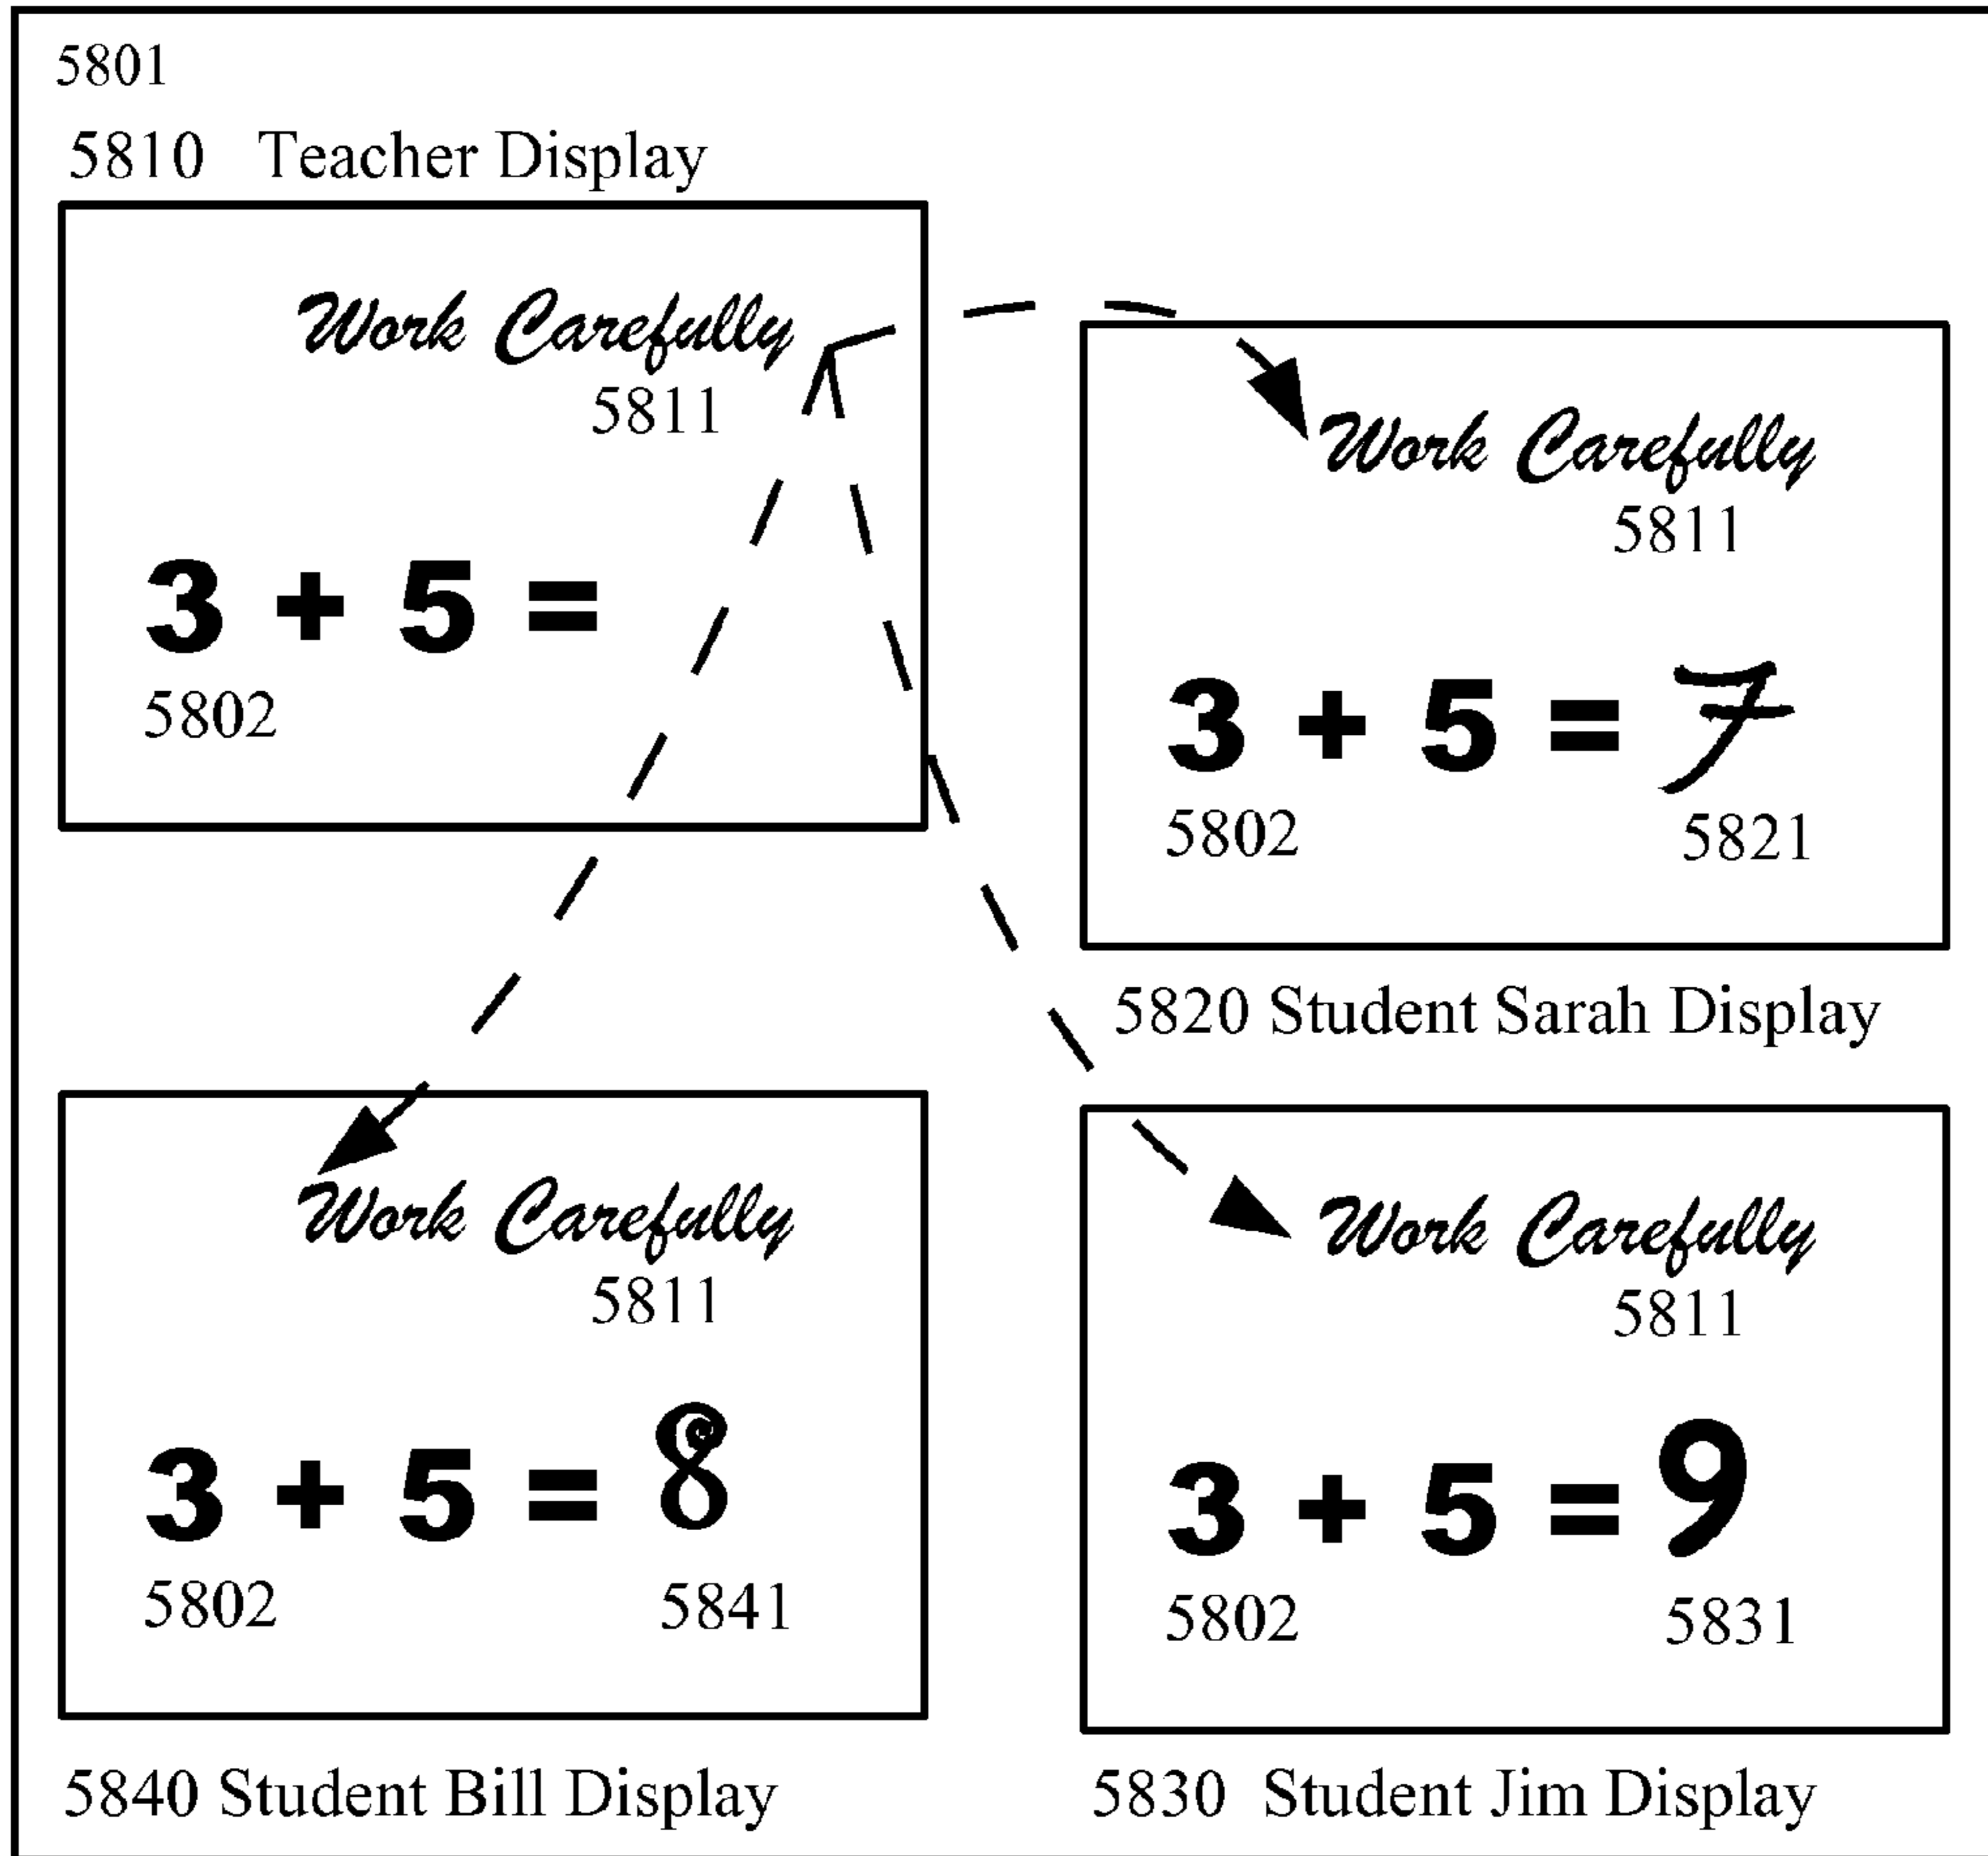 5801
5810 Teacher Display
Work Carefully
5811
3 + 5 =
5802
Work Carefully
5811
3 + 5 = 7
5802 5821
5820 Student Sarah Display
Work Carefully
5811
3 + 5 = 8
5802 5841
5840 Student Bill Display
Work Carefully
5811
3 + 5 = 9
5802 5831
5830 Student Jim Display